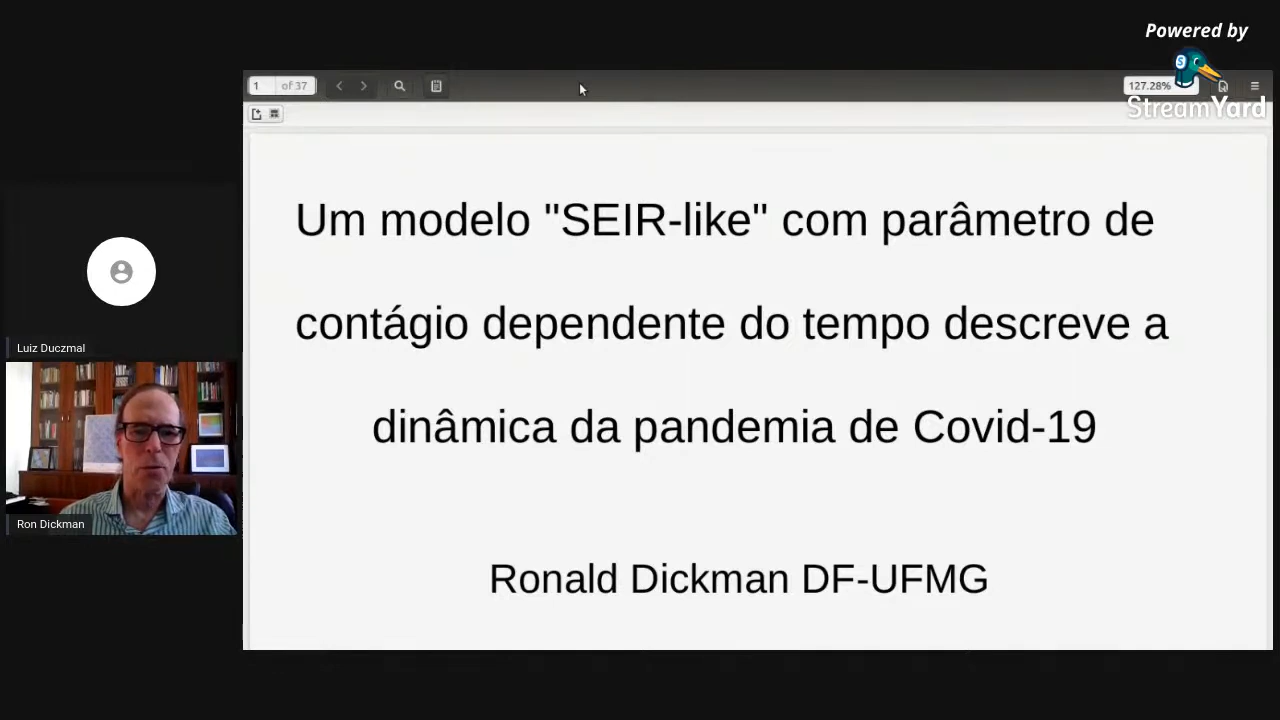 Powered by
StreamYard
1 of 37
127.28%
Um modelo "SEIR-like" com parâmetro de
contágio dependente do tempo descreve a
dinâmica da pandemia de Covid-19
Ronald Dickman DF-UFMG
Luiz Duczmal
Ron Dickman